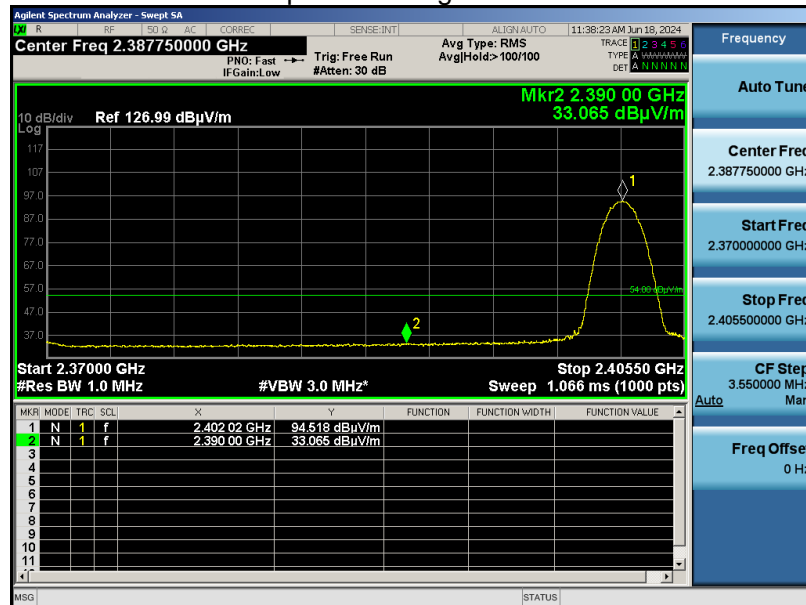 Agilent Spectrum Analyzer - Swept SA
LXI R RF 50 Ω AC CORREC SENSE:INT ALIGN AUTO 11:38:23 AM Jun 18, 2024
Center Freq 2.387750000 GHz
PNO: Fast
IFGain:Low
Trig: Free Run
#Atten: 30 dB
Avg Type: RMS
Avg|Hold:>100/100
TRACE 1 2 3 4 5 6
TYPE A WWWWW
DET A N N N N N
Mkr2 2.390 00 GHz
33.065 dBµV/m
10 dB/div Ref 126.99 dBµV/m
Log
117
107
97.0
87.0
77.0
67.0
57.0
47.0
37.0
1
2
54.00 dBµV/m
Start 2.37000 GHz Stop 2.40550 GHz
#Res BW 1.0 MHz #VBW 3.0 MHz* Sweep 1.066 ms (1000 pts)
MKR MODE TRC SCL X Y FUNCTION FUNCTION WIDTH FUNCTION VALUE
1 N 1 f 2.402 02 GHz 94.518 dBµV/m
2 N 1 f 2.390 00 GHz 33.065 dBµV/m
3
4
5
6
7
8
9
10
11
MSG STATUS
Frequency
Auto Tune
Center Freq
2.387750000 GHz
Start Freq
2.370000000 GHz
Stop Freq
2.405500000 GHz
CF Step
3.550000 MHz
Auto Man
Freq Offset
0 Hz